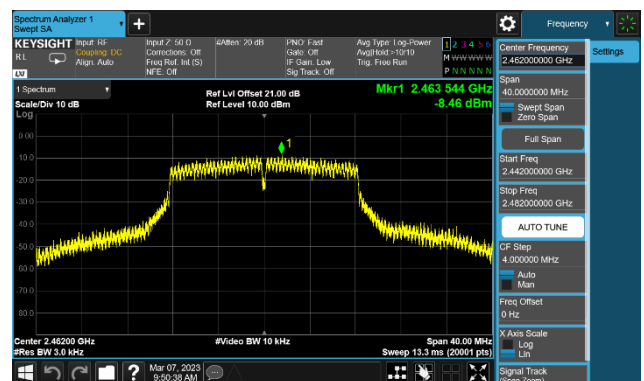 Spectrum Analyzer 1
Swept SA
Frequency
KEYSIGHT
R L
LXI
Input: RF
Coupling: DC
Align: Auto
Input Z: 50 Ω
Corrections: Off
Freq Ref: Int (S)
NFE: Off
#Atten: 20 dB
PNO: Fast
Gate: Off
IF Gain: Low
Sig Track: Off
Avg Type: Log-Power
Avg|Hold:>10/10
Trig: Free Run
1 2 3 4 5 6
M W W W W W
P N N N N N
1 Spectrum
Scale/Div 10 dB
Log
Ref Lvl Offset 21.00 dB
Ref Level 10.00 dBm
Mkr1 2.463 544 GHz
-8.46 dBm
0.00
-10.0
-20.0
-30.0
-40.0
-50.0
-60.0
-70.0
-80.0
1
Center 2.46200 GHz
#Res BW 3.0 kHz
#Video BW 10 kHz
Span 40.00 MHz
Sweep 13.3 ms (20001 pts)
Mar 07, 2023
9:50:38 AM
Center Frequency
2.462000000 GHz
Settings
Span
40.0000000 MHz
Swept Span
Zero Span
Full Span
Start Freq
2.442000000 GHz
Stop Freq
2.482000000 GHz
AUTO TUNE
CF Step
4.000000 MHz
Auto
Man
Freq Offset
0 Hz
X Axis Scale
Log
Lin
Signal Track
(Span Zoom)